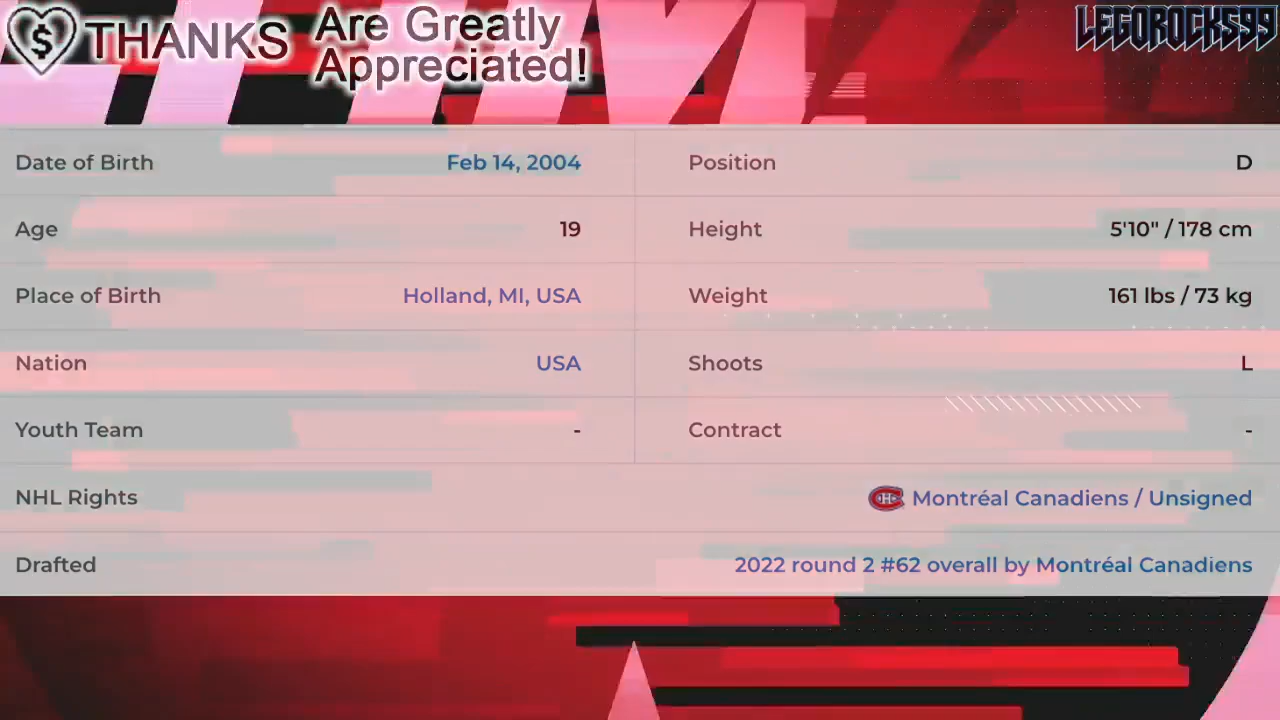 THANKS Are Greatly
Appreciated!
LEGOROCKS99
Date of Birth Feb 14, 2004 Position D
Age 19 Height 5'10" / 178 cm
Place of Birth Holland, MI, USA Weight 161 lbs / 73 kg
Nation USA Shoots L
Youth Team - Contract -
NHL Rights Montréal Canadiens / Unsigned
Drafted 2022 round 2 #62 overall by Montréal Canadiens